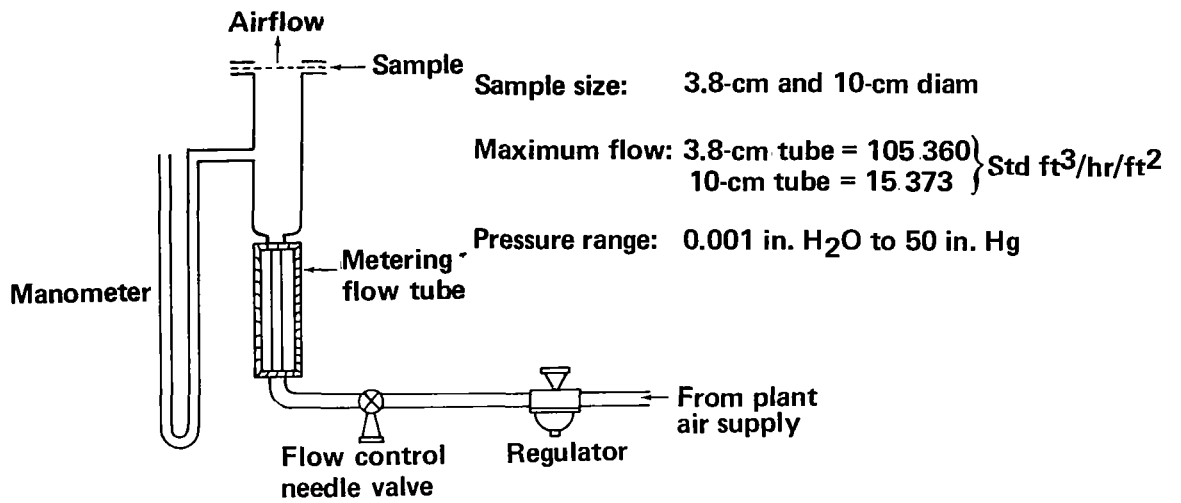 Airflow
Sample
Sample size: 3.8-cm and 10-cm diam
Maximum flow: 3.8-cm tube = 105.360
10-cm tube = 15.373
Std ft³/hr/ft²
Pressure range: 0.001 in. H₂O to 50 in. Hg
Metering
flow tube
Manometer
From plant
air supply
Flow control
needle valve
Regulator